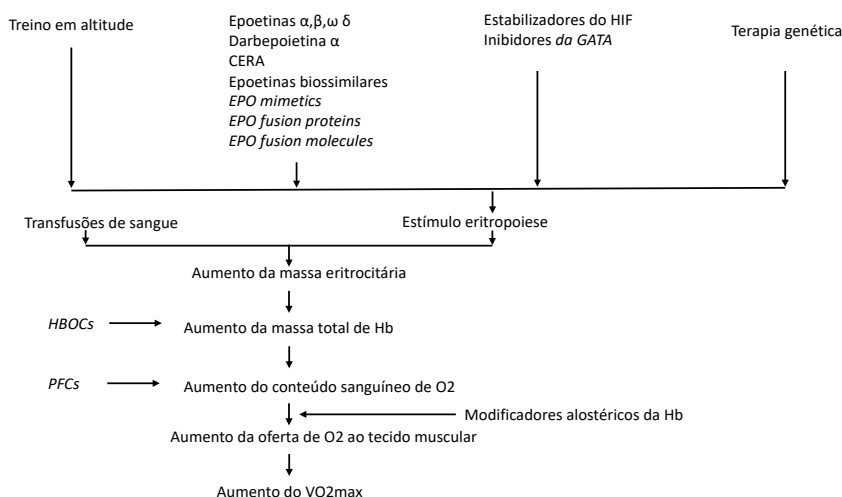 Treino em altitude
Epoetinas α,β,ω δ
Darbepoietina α
CERA
Epoetinas biossimilares
EPO mimetics
EPO fusion proteins
EPO fusion molecules
Estabilizadores do HIF
Inibidores da GATA
Terapia genética
Transfusões de sangue
Estímulo eritropoiese
Aumento da massa eritrocitária
HBOCs
Aumento da massa total de Hb
PFCs
Aumento do conteúdo sanguíneo de O2
Modificadores alostéricos da Hb
Aumento da oferta de O2 ao tecido muscular
Aumento do VO2max